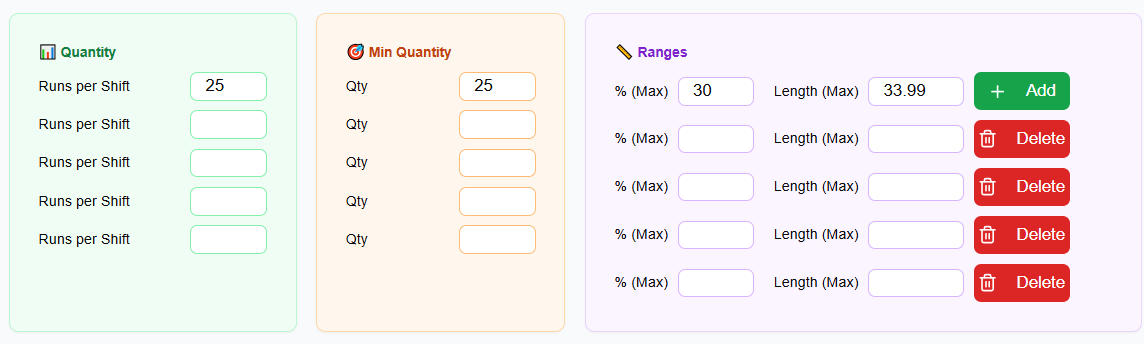 Quantity
Runs per Shift 25
Runs per Shift
Runs per Shift
Runs per Shift
Runs per Shift
Min Quantity
Qty 25
Qty
Qty
Qty
Qty
Ranges
% (Max) 30 Length (Max) 33.99 + Add
% (Max) Length (Max) Delete
% (Max) Length (Max) Delete
% (Max) Length (Max) Delete
% (Max) Length (Max) Delete